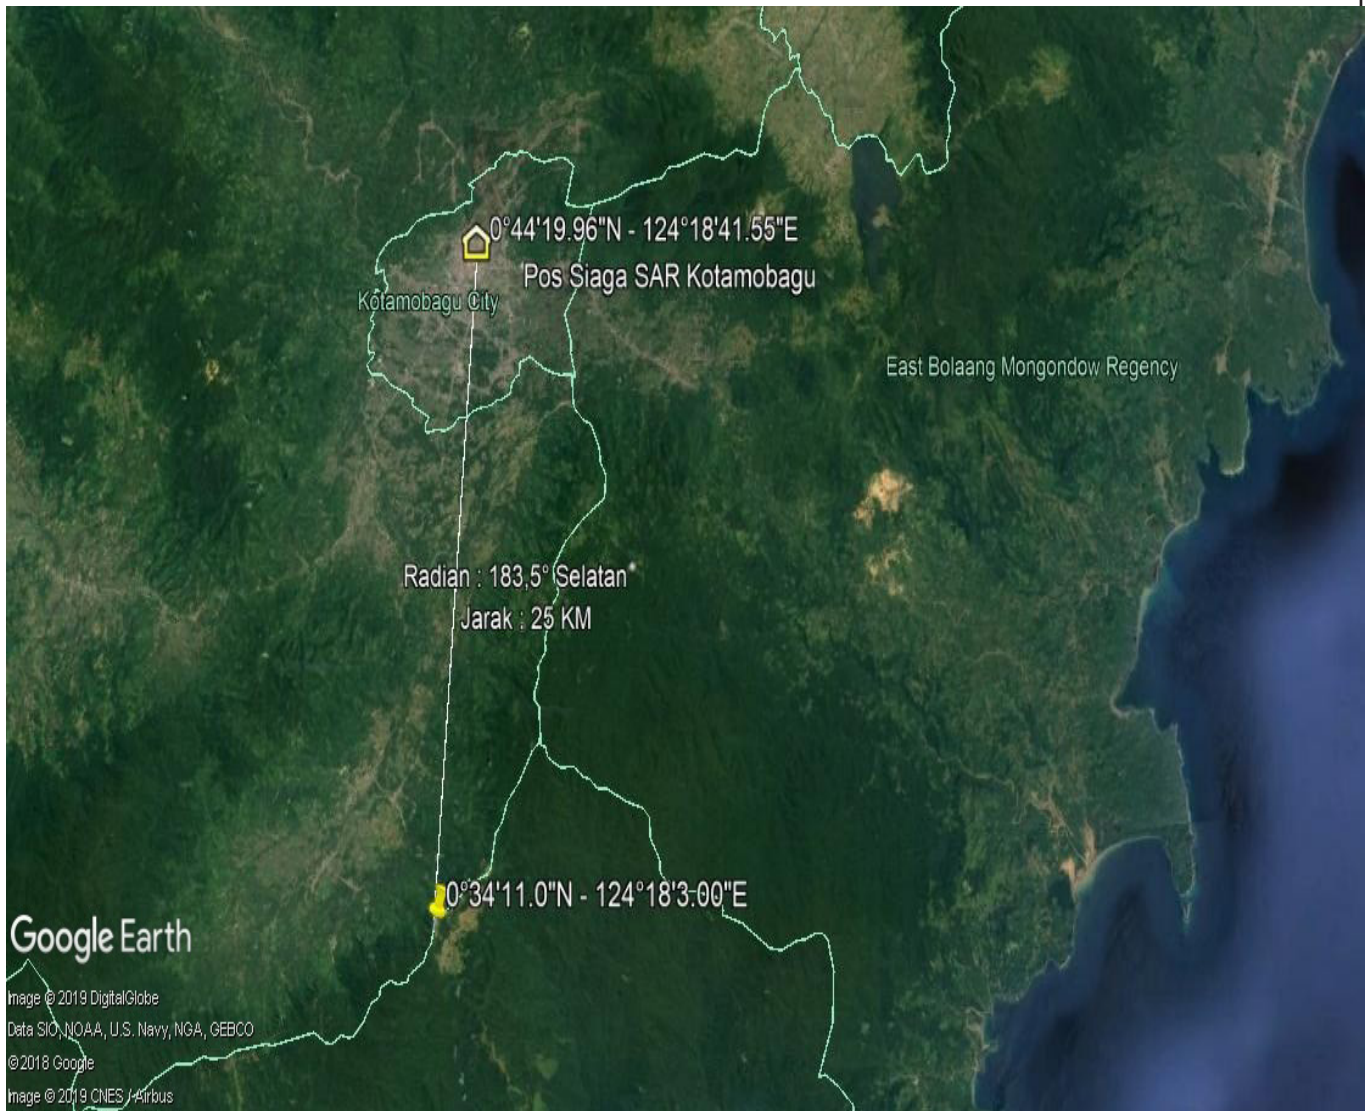 0°44'19.96"N - 124°18'41.55"E
Pos Siaga SAR Kotamobagu
Kotamobagu City
East Bolaang Mongondow Regency
Radian : 183,5° Selatan
Jarak : 25 KM
0°34'11.0"N - 124°18'3.00"E
Google Earth
Image © 2019 DigitalGlobe
Data SIO, NOAA, U.S. Navy, NGA, GEBCO
© 2018 Google
Image © 2019 CNES / Airbus